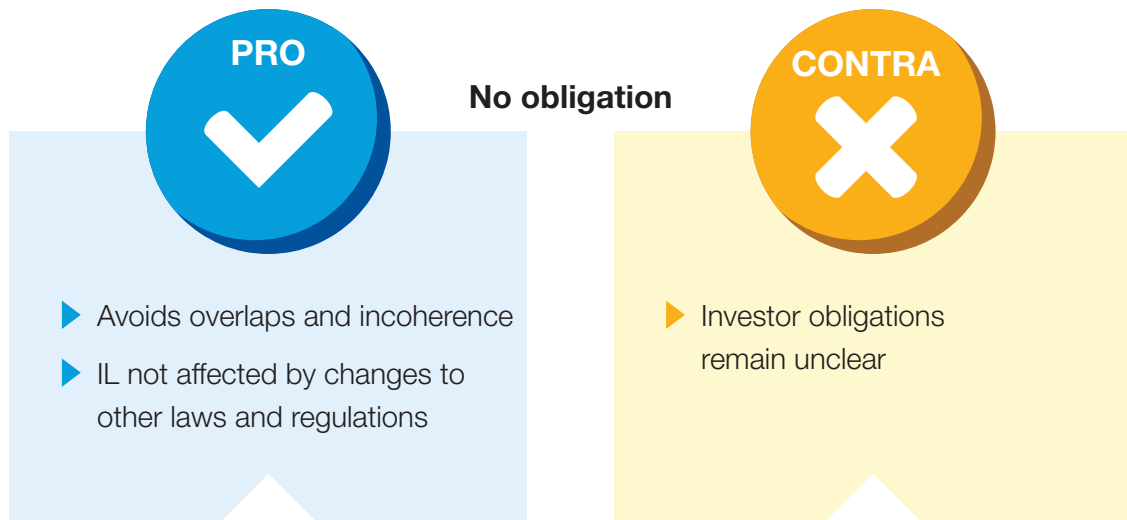 PRO
No obligation
CONTRA
Avoids overlaps and incoherence
IL not affected by changes to
other laws and regulations
Investor obligations
remain unclear